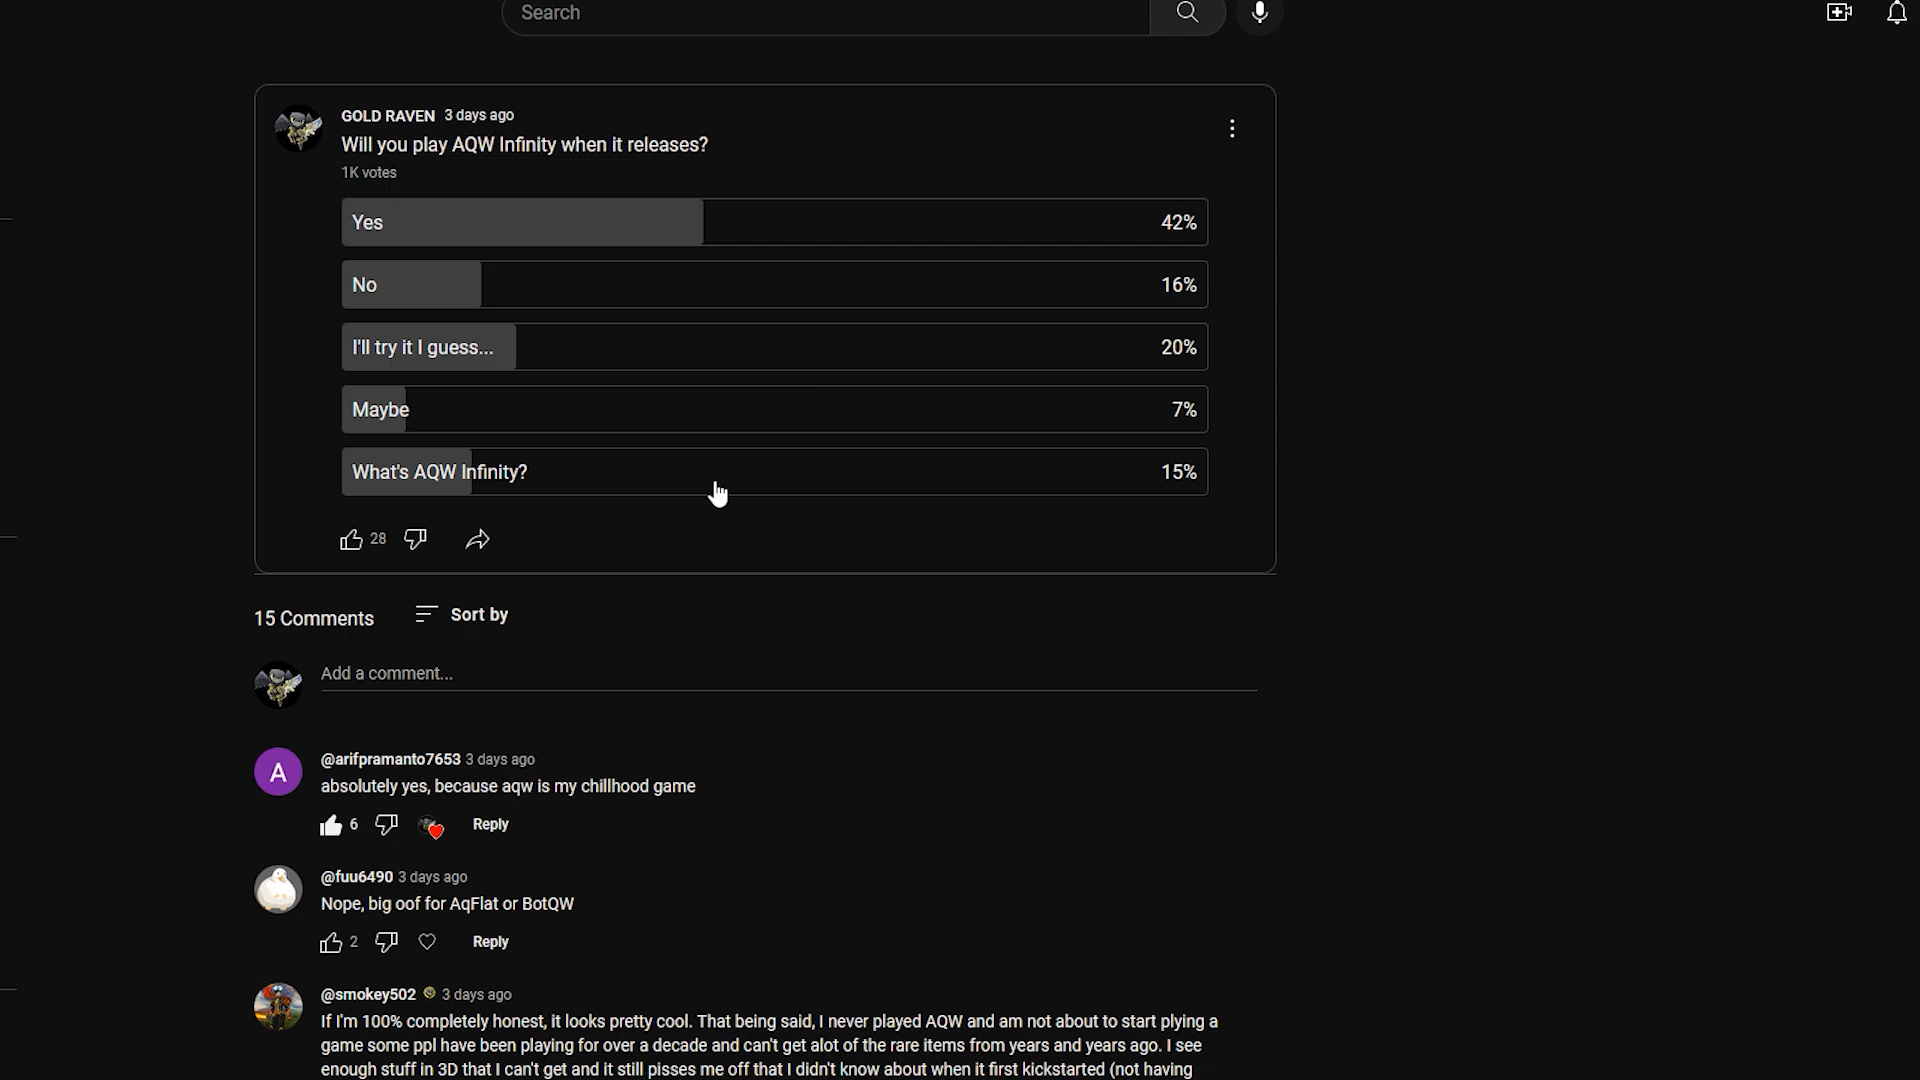 Search
GOLD RAVEN 3 days ago
Will you play AQW Infinity when it releases?
1K votes
Yes 42%
No 16%
I'll try it I guess... 20%
Maybe 7%
What's AQW Infinity? 15%
28
15 Comments Sort by
Add a comment...
A
@arifpramanto7653 3 days ago
absolutely yes, because aqw is my chillhood game
6 Reply
@fuu6490 3 days ago
Nope, big oof for AqFlat or BotQW
2 Reply
@smokey502 3 days ago
If I'm 100% completely honest, it looks pretty cool. That being said, I never played AQW and am not about to start plying a
game some ppl have been playing for over a decade and can't get alot of the rare items from years and years ago. I see
enough stuff in 3D that I can't get and it still pisses me off that I didn't know about when it first kickstarted (not having